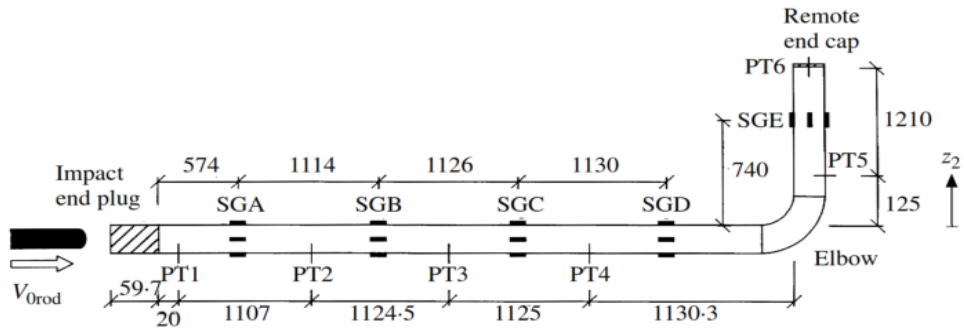 Remote
end cap
PT6
SGE
1210
740
PT5
z2
125
574
1114
1126
1130
Impact
end plug
SGA
SGB
SGC
SGD
Elbow
V0rod
PT1
PT2
PT3
PT4
59·7
20
1107
1124·5
1125
1130·3